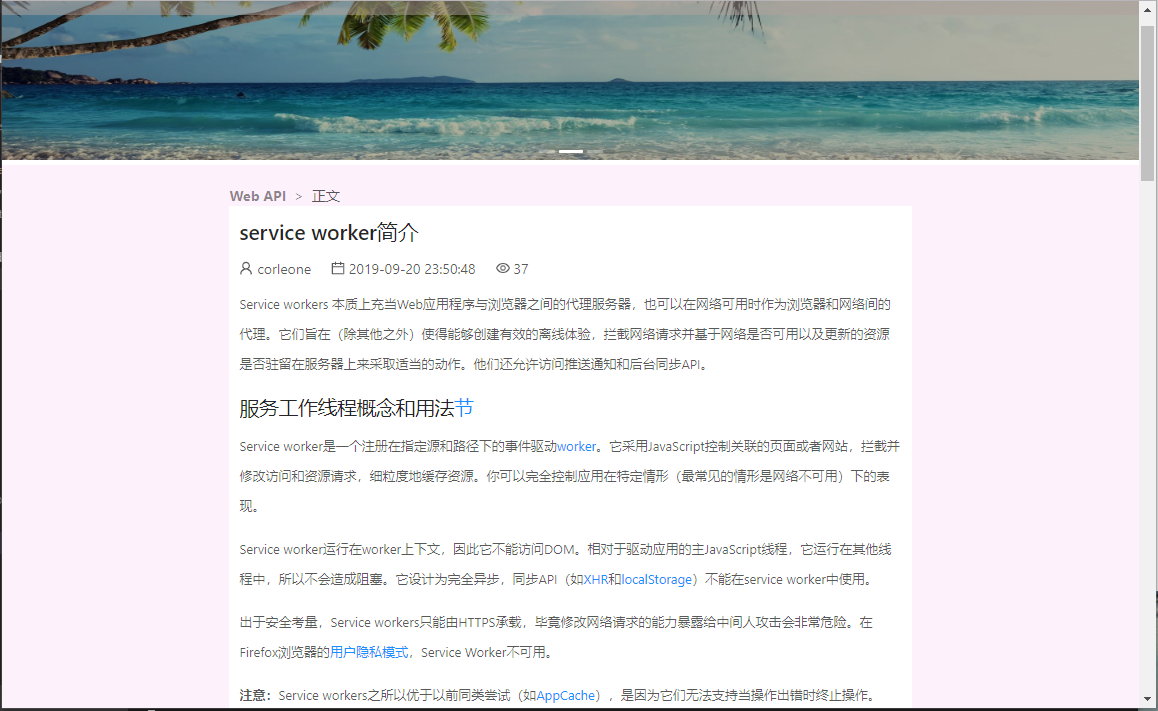 Web API > 正文
service worker简介
corleone 2019-09-20 23:50:48 37
Service workers 本质上充当Web应用程序与浏览器之间的代理服务器，也可以在网络可用时作为浏览器和网络间的
代理。它们旨在（除其他之外）使得能够创建有效的离线体验，拦截网络请求并基于网络是否可用以及更新的资源
是否驻留在服务器上来采取适当的动作。他们还允许访问推送通知和后台同步API。
服务工作线程概念和用法节
Service worker是一个注册在指定源和路径下的事件驱动worker。它采用JavaScript控制关联的页面或者网站，拦截并
修改访问和资源请求，细粒度地缓存资源。你可以完全控制应用在特定情形（最常见的情形是网络不可用）下的表
现。
Service worker运行在worker上下文，因此它不能访问DOM。相对于驱动应用的主JavaScript线程，它运行在其他线
程中，所以不会造成阻塞。它设计为完全异步，同步API（如XHR和localStorage）不能在service worker中使用。
出于安全考量，Service workers只能由HTTPS承载，毕竟修改网络请求的能力暴露给中间人攻击会非常危险。在
Firefox浏览器的用户隐私模式，Service Worker不可用。
注意：Service workers之所以优于以前同类尝试（如AppCache），是因为它们无法支持当操作出错时终止操作。